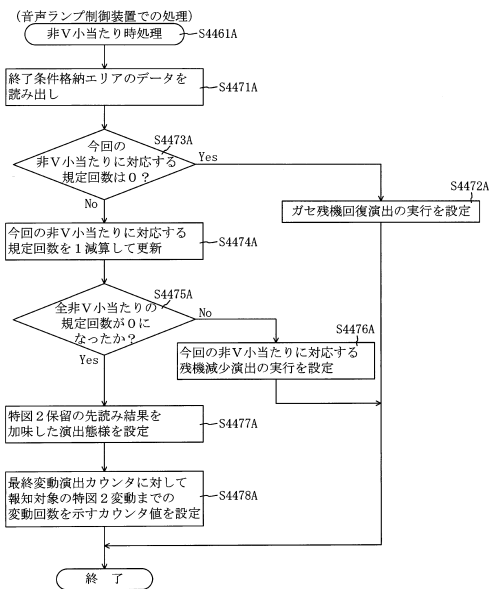 (音声ランプ制御装置での処理)
非V小当たり時処理
S4461A
終了条件格納エリアのデータを
読み出し
S4471A
今回の
非V小当たりに対応する
規定回数は0？
S4473A
Yes
No
S4472A
ガセ残機回復演出の実行を設定
今回の非V小当たりに対応する
規定回数を1減算して更新
S4474A
全非V小当たりの
規定回数が0に
なったか？
S4475A
No
Yes
S4476A
今回の非V小当たりに対応する
残機減少演出の実行を設定
特図2保留の先読み結果を
加味した演出態様を設定
S4477A
最終変動演出カウンタに対して
報知対象の特図2変動までの
変動回数を示すカウンタ値を設定
S4478A
終了